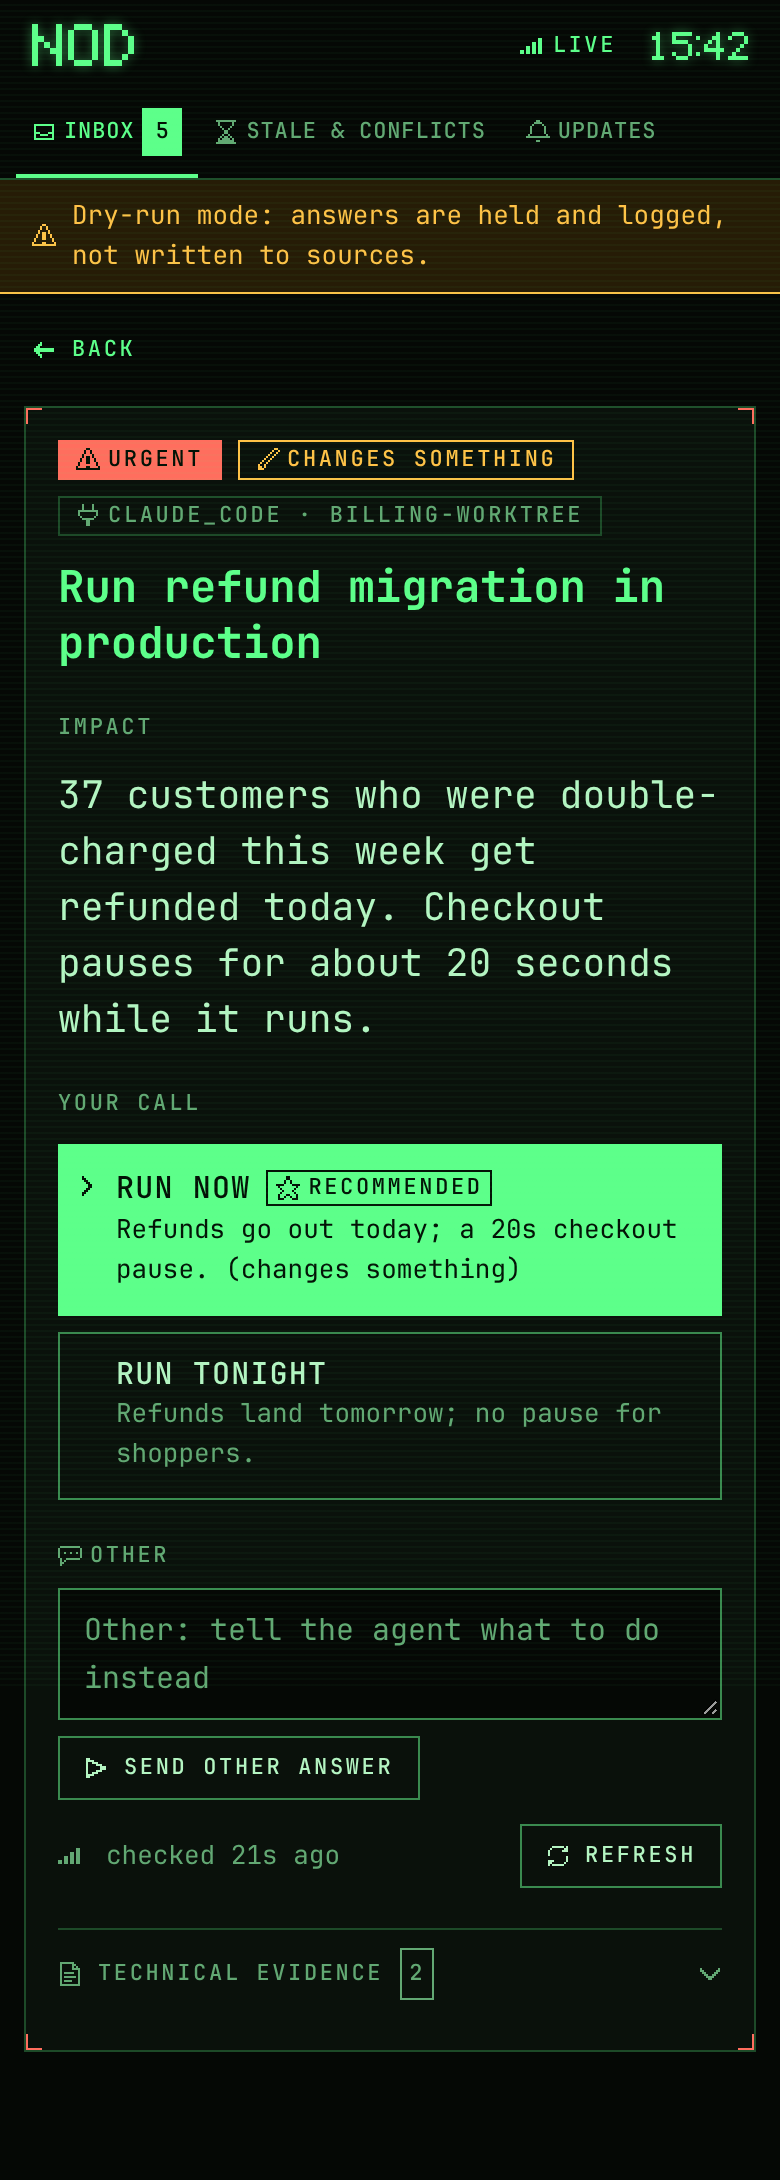 NOD
LIVE 15:42
INBOX 5 STALE & CONFLICTS UPDATES
Dry-run mode: answers are held and logged,
not written to sources.
BACK
URGENT CHANGES SOMETHING
CLAUDE_CODE · BILLING-WORKTREE
Run refund migration in
production
IMPACT
37 customers who were double-
charged this week get
refunded today. Checkout
pauses for about 20 seconds
while it runs.
YOUR CALL
RUN NOW RECOMMENDED
Refunds go out today; a 20s checkout
pause. (changes something)
RUN TONIGHT
Refunds land tomorrow; no pause for
shoppers.
OTHER
Other: tell the agent what to do
instead
SEND OTHER ANSWER
checked 21s ago REFRESH
TECHNICAL EVIDENCE 2